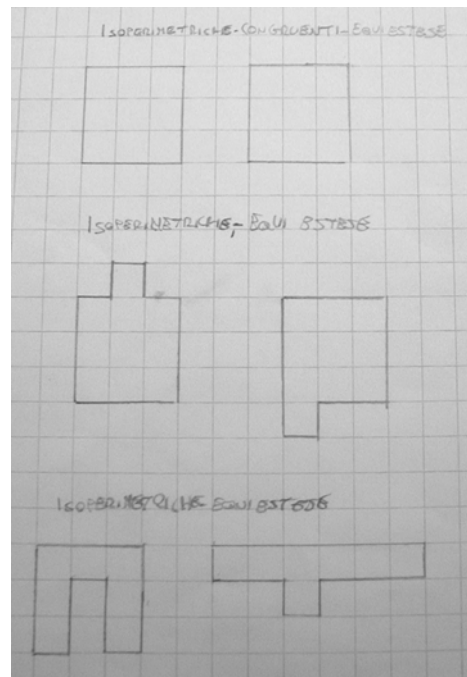 ISOPERIMETRICHE-CONGRUENTI-EQUIESTESE
ISOPERIMETRICHE, - EQUI ESTESE
ISOPERIMETRICHE EQUIESTESE